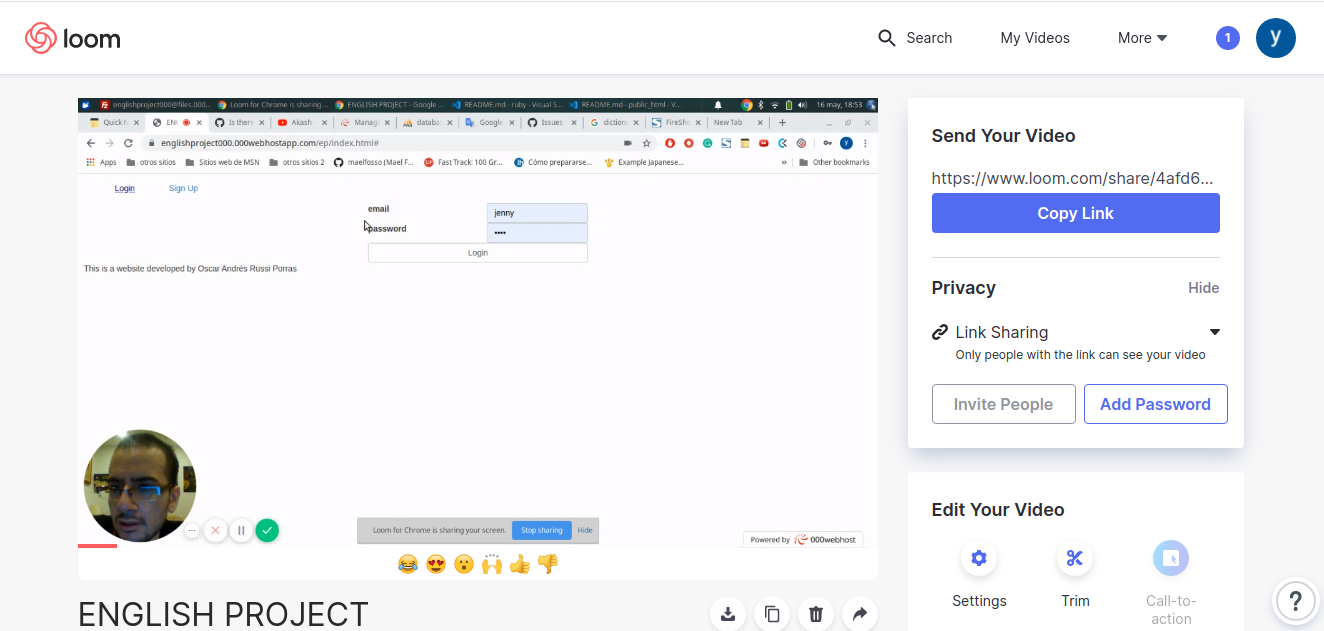 loom
Search
My Videos
More
1
y
englishproject000@files.000...
Loom for Chrome is sharing ...
ENGLISH PROJECT - Google ...
README.md - ruby - Visual S...
README.md - public_html - V...
16 may, 18:53
Quick N
ENG
Is there
Akash
Manag
databa
Google
Issues
diction
FireSho
New Tab
englishproject000.000webhostapp.com/ep/index.html#
Apps
otros sitios
Sitios web de MSN
otros sitios 2
maelfosso (Mael F...
Fast Track: 100 Gr...
Cómo prepararse...
Example Japanese...
»
Other bookmarks
Login
Sign Up
email
jenny
password
••••
Login
This is a website developed by Oscar Andrés Russi Porras
Loom for Chrome is sharing your screen.
Stop sharing
Hide
Powered by 000webhost
ENGLISH PROJECT
Send Your Video
https://www.loom.com/share/4afd6...
Copy Link
Privacy
Hide
Link Sharing
Only people with the link can see your video
Invite People
Add Password
Edit Your Video
Settings
Trim
Call-to-
action
?